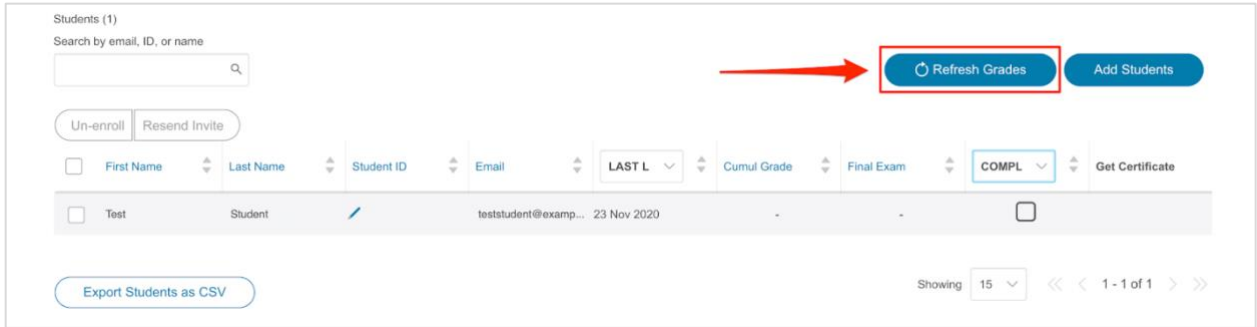 Students (1)
Search by email, ID, or name
Refresh Grades
Add Students
Un-enroll
Resend Invite
First Name
Last Name
Student ID
Email
LAST L
Cumul Grade
Final Exam
COMPL
Get Certificate
Test
Student
teststudent@examp...
23 Nov 2020
-
-
Export Students as CSV
Showing
15
1 - 1 of 1